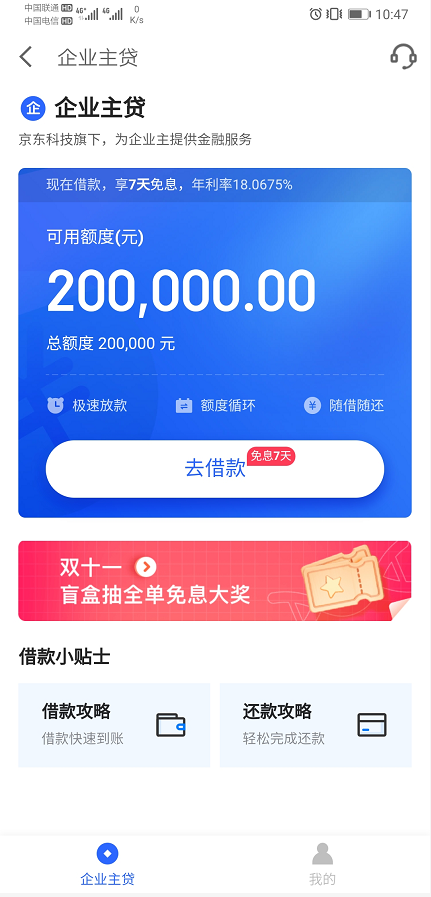 中国联通 HD
中国电信 HD
4G+
4G
0
K/s
10:47
企业主贷
企 企业主贷
京东科技旗下，为企业主提供金融服务
现在借款，享7天免息，年利率18.0675%
可用额度(元)
200,000.00
总额度 200,000 元
极速放款 额度循环 随借随还
去借款
免息7天
双十一
盲盒抽全单免息大奖
借款小贴士
借款攻略
借款快速到账
还款攻略
轻松完成还款
企业主贷
我的